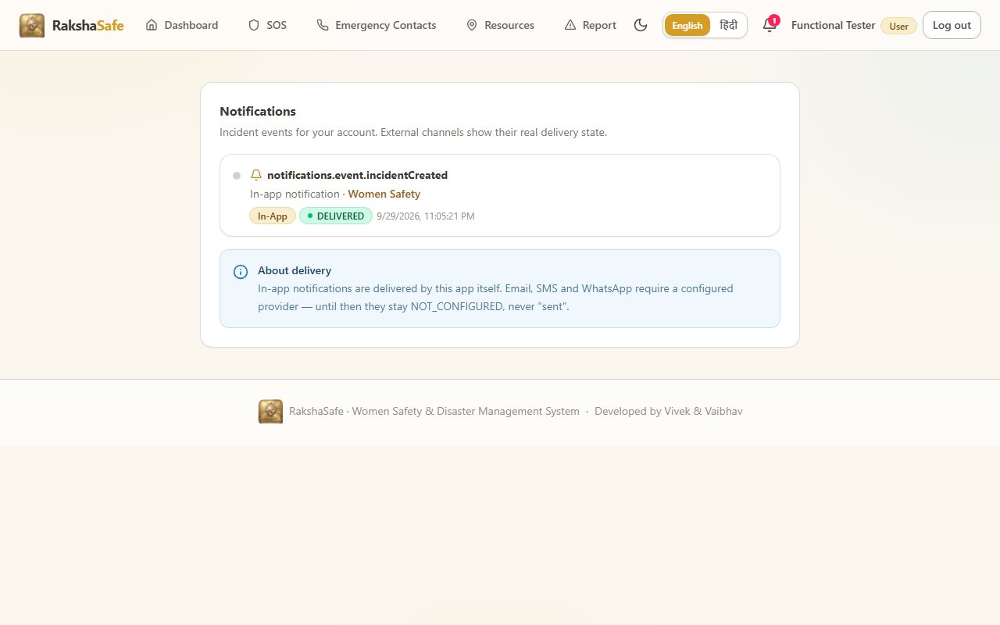 RakshaSafe
Dashboard
SOS
Emergency Contacts
Resources
Report
English
हिंदी
1
Functional Tester
User
Log out
Notifications
Incident events for your account. External channels show their real delivery state.
notifications.event.incidentCreated
In-app notification · Women Safety
In-App
DELIVERED
9/29/2026, 11:05:21 PM
About delivery
In-app notifications are delivered by this app itself. Email, SMS and WhatsApp require a configured
provider — until then they stay NOT_CONFIGURED, never "sent".
RakshaSafe · Women Safety & Disaster Management System · Developed by Vivek & Vaibhav